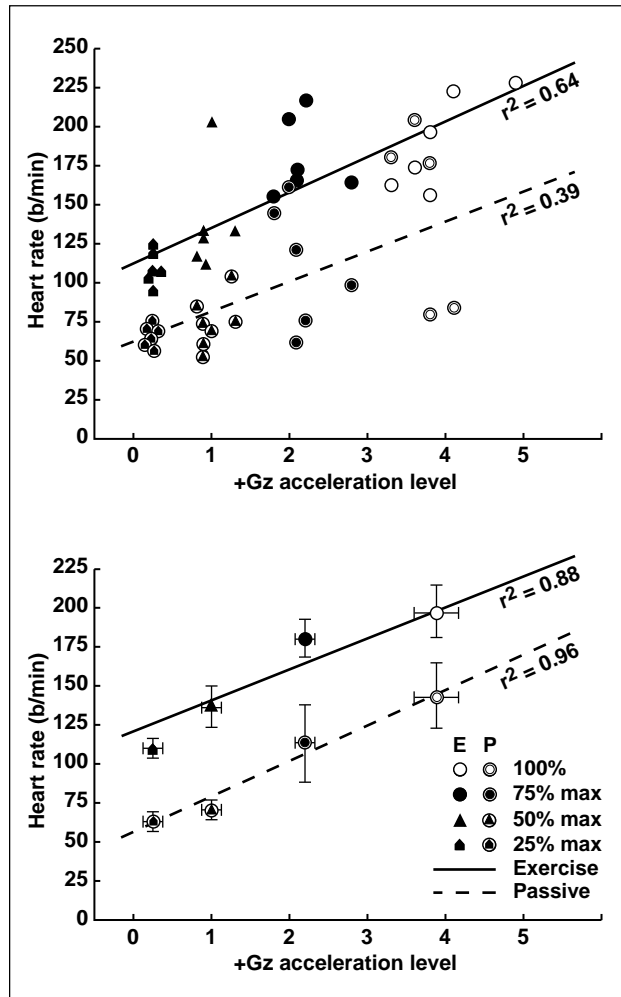 250
225
200
175
150
125
100
75
50
25
0
Heart rate (b/min)
r² = 0.64
r² = 0.39
0 1 2 3 4 5
+Gz acceleration level
225
200
175
150
125
100
75
50
25
0
Heart rate (b/min)
r² = 0.88
r² = 0.96
E P
100%
75% max
50% max
25% max
Exercise
Passive
0 1 2 3 4 5
+Gz acceleration level